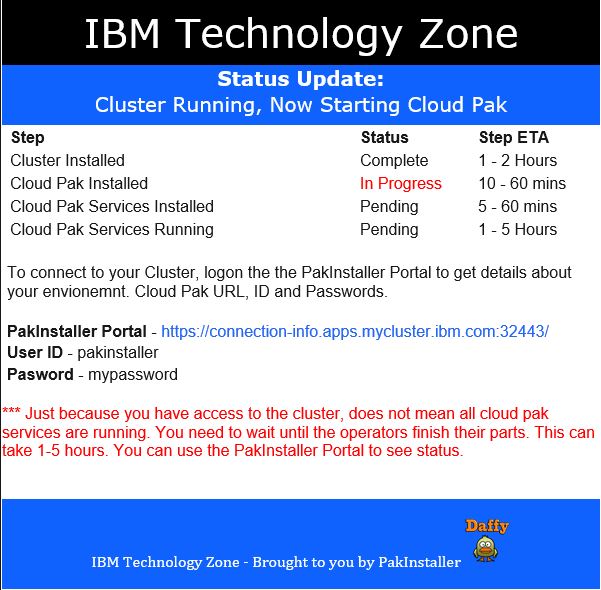 IBM Technology Zone
Status Update:
Cluster Running, Now Starting Cloud Pak
Step Status Step ETA
Cluster Installed Complete 1 - 2 Hours
Cloud Pak Installed In Progress 10 - 60 mins
Cloud Pak Services Installed Pending 5 - 60 mins
Cloud Pak Services Running Pending 1 - 5 Hours
To connect to your Cluster, logon the the PakInstaller Portal to get details about
your envionemnt. Cloud Pak URL, ID and Passwords.
PakInstaller Portal - https://connection-info.apps.mycluster.ibm.com:32443/
User ID - pakinstaller
Pasword - mypassword
*** Just because you have access to the cluster, does not mean all cloud pak
services are running. You need to wait until the operators finish their parts. This can
take 1-5 hours. You can use the PakInstaller Portal to see status.
Daffy
IBM Technology Zone - Brought to you by PakInstaller